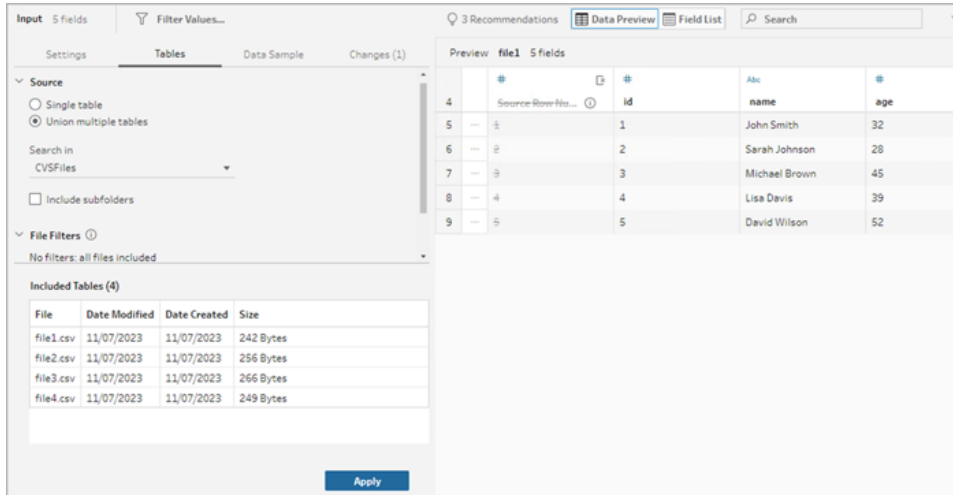 Input 5 fields Filter Values...
Settings Tables Data Sample Changes (1)
Source
Single table
Union multiple tables
Search in
CVSFiles
Include subfolders
File Filters
No filters: all files included
Included Tables (4)
File Date Modified Date Created Size
file1.csv 11/07/2023 11/07/2023 242 Bytes
file2.csv 11/07/2023 11/07/2023 256 Bytes
file3.csv 11/07/2023 11/07/2023 266 Bytes
file4.csv 11/07/2023 11/07/2023 249 Bytes
Apply
3 Recommendations Data Preview Field List Search
Preview file1 5 fields
# # Abc #
4 Source Row Nu... id name age
5 1 1 John Smith 32
6 2 2 Sarah Johnson 28
7 3 3 Michael Brown 45
8 4 4 Lisa Davis 39
9 5 5 David Wilson 52